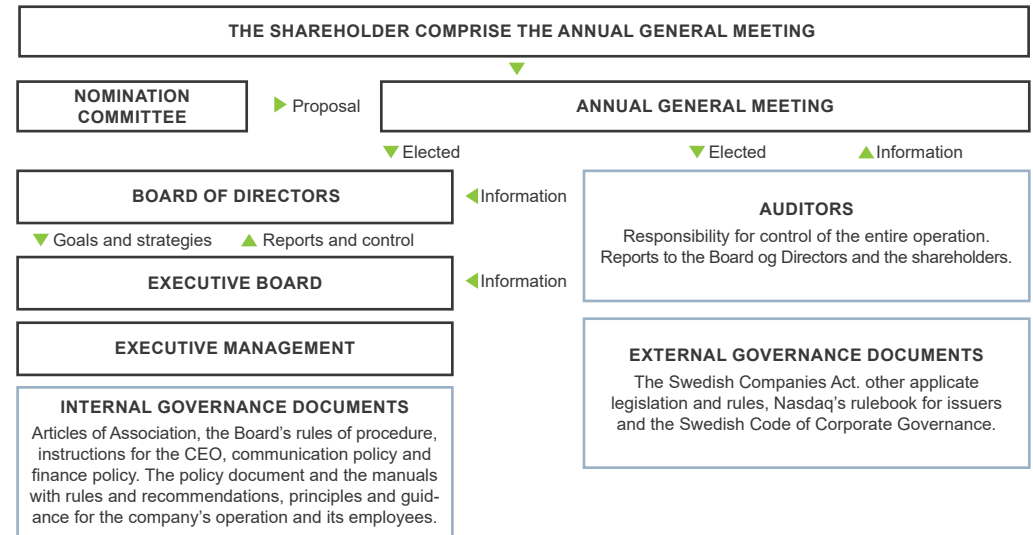 THE SHAREHOLDER COMPRISE THE ANNUAL GENERAL MEETING
NOMINATION
COMMITTEE
Proposal
ANNUAL GENERAL MEETING
Elected
Elected
Information
BOARD OF DIRECTORS
Information
AUDITORS
Responsibility for control of the entire operation.
Reports to the Board og Directors and the shareholders.
Goals and strategies
Reports and control
EXECUTIVE BOARD
Information
EXECUTIVE MANAGEMENT
EXTERNAL GOVERNANCE DOCUMENTS
The Swedish Companies Act. other applicate
legislation and rules, Nasdaq's rulebook for issuers
and the Swedish Code of Corporate Governance.
INTERNAL GOVERNANCE DOCUMENTS
Articles of Association, the Board's rules of procedure,
instructions for the CEO, communication policy and
finance policy. The policy document and the manuals
with rules and recommendations, principles and guid-
ance for the company's operation and its employees.